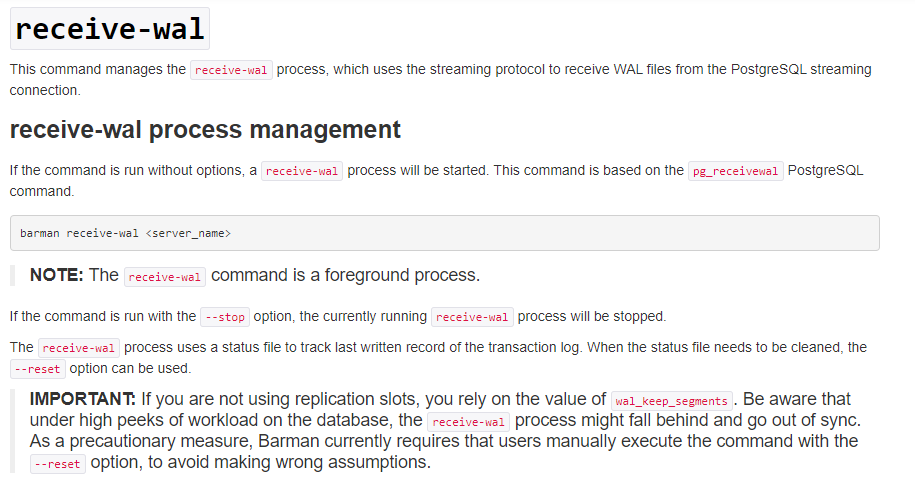 receive-wal
This command manages the receive-wal process, which uses the streaming protocol to receive WAL files from the PostgreSQL streaming
connection.
receive-wal process management
If the command is run without options, a receive-wal process will be started. This command is based on the pg_receivewal PostgreSQL
command.
barman receive-wal <server_name>
NOTE: The receive-wal command is a foreground process.
If the command is run with the --stop option, the currently running receive-wal process will be stopped.
The receive-wal process uses a status file to track last written record of the transaction log. When the status file needs to be cleaned, the
--reset option can be used.
IMPORTANT: If you are not using replication slots, you rely on the value of wal_keep_segments. Be aware that
under high peeks of workload on the database, the receive-wal process might fall behind and go out of sync.
As a precautionary measure, Barman currently requires that users manually execute the command with the
--reset option, to avoid making wrong assumptions.